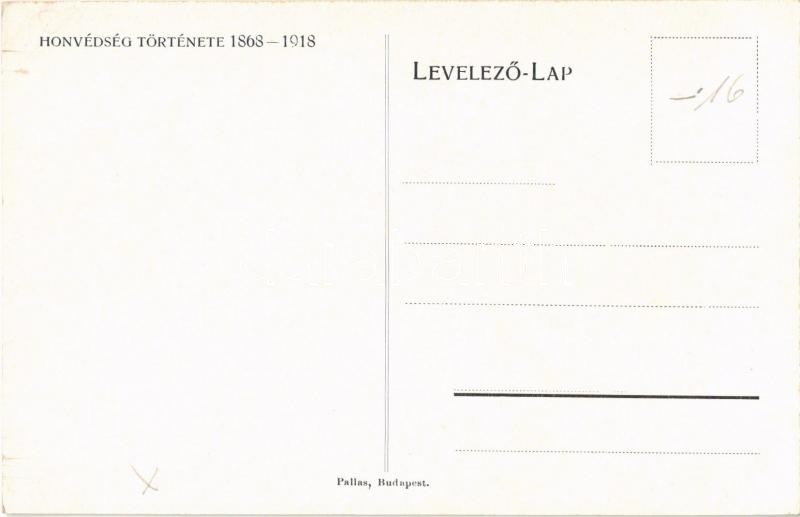 HONVÉDSÉG TÖRTÉNETE 1868–1918
LEVELEZŐ-LAP
–'16
Pallas, Budapest.